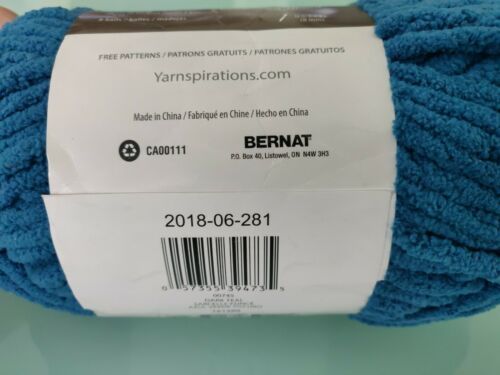 FREE PATTERNS / PATRONS GRATUITS / PATRONES GRATUITOS
Yarnspirations.com
Made in China / Fabriqué en Chine / Hecho en China
CA00111
BERNAT
P.O. Box 40, Listowel, ON N4W 3H3
2018-06-281
0 57355 39473 5
00745
DARK TEAL